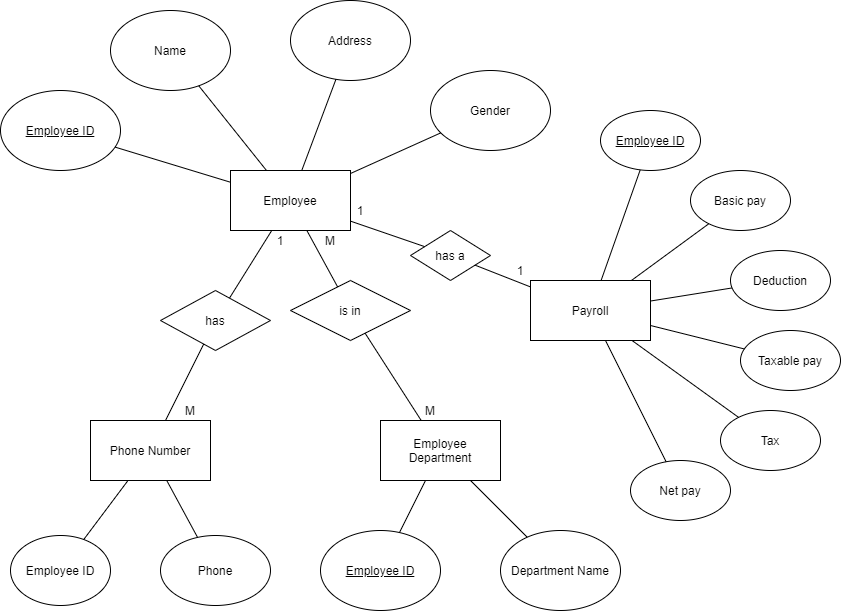 Address
Name
Gender
Employee ID
Employee ID
Employee
Basic pay
1
1
M
has a
1
Deduction
has
is in
Payroll
Taxable pay
M
M
Phone Number
Employee
Department
Tax
Net pay
Employee ID
Phone
Employee ID
Department Name